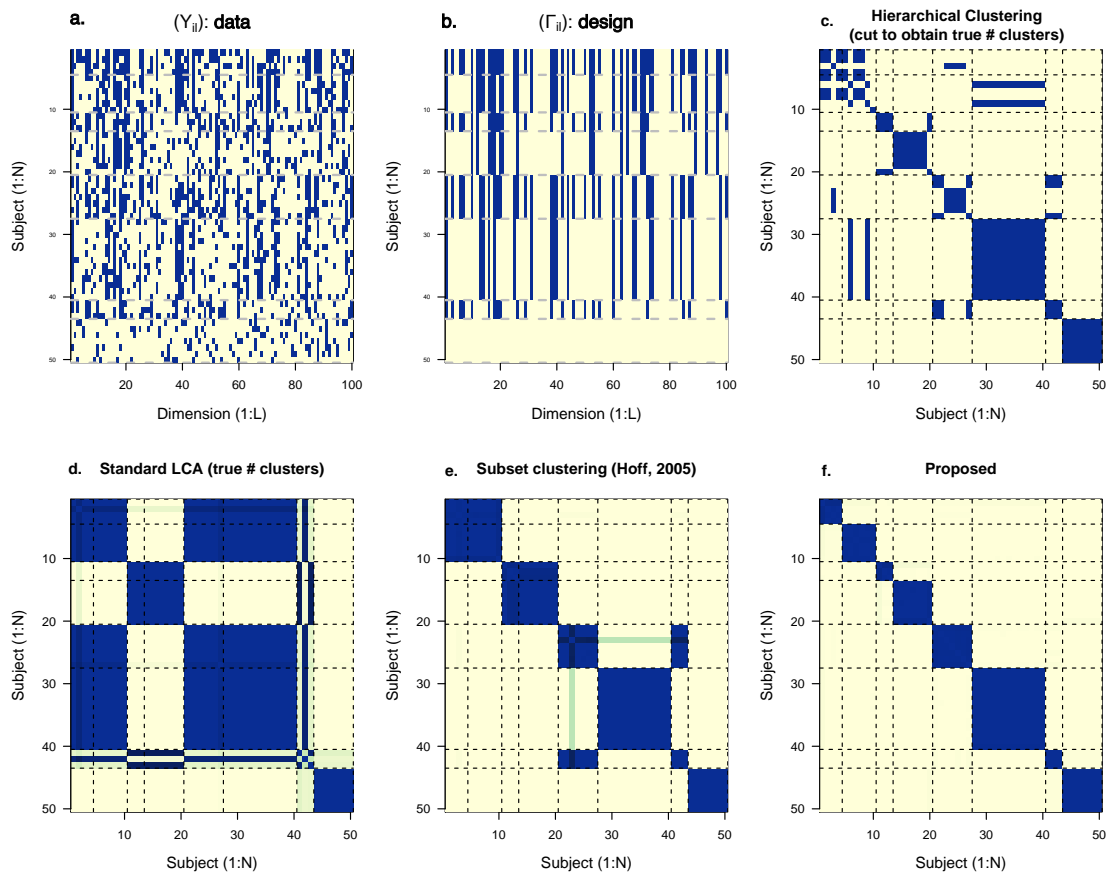 a.
(Y_il): data
b.
(Γ_il): design
c.
Hierarchical Clustering
(cut to obtain true # clusters)
Subject (1:N)
10
20
30
40
50
20
40
60
80
100
Dimension (1:L)
Subject (1:N)
10
20
30
40
50
20
40
60
80
100
Dimension (1:L)
Subject (1:N)
10
20
30
40
50
10
20
30
40
50
Subject (1:N)
d.
Standard LCA (true # clusters)
e.
Subset clustering (Hoff, 2005)
f.
Proposed
Subject (1:N)
10
20
30
40
50
10
20
30
40
50
Subject (1:N)
Subject (1:N)
10
20
30
40
50
10
20
30
40
50
Subject (1:N)
Subject (1:N)
10
20
30
40
50
10
20
30
40
50
Subject (1:N)